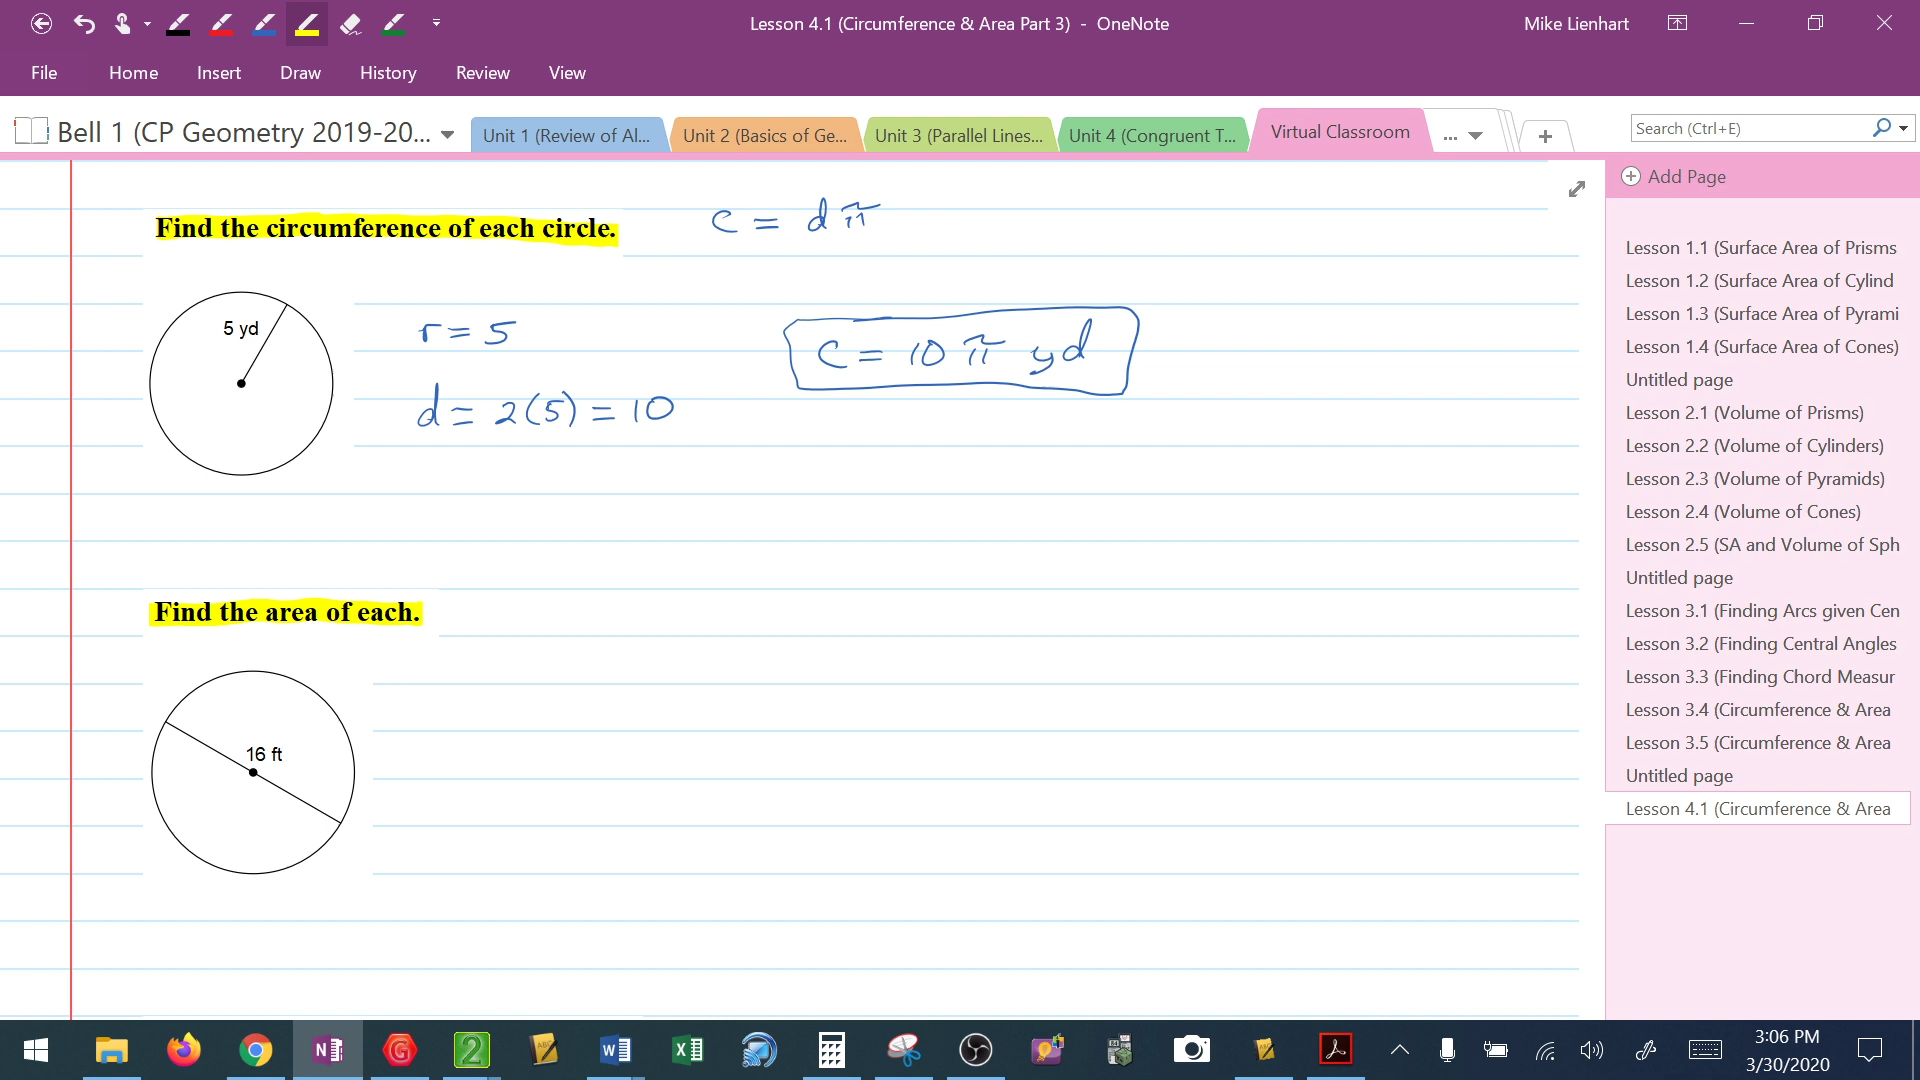 Lesson 4.1 (Circumference & Area Part 3) - OneNote
Mike Lienhart
File Home Insert Draw History Review View
Bell 1 (CP Geometry 2019-20...
Unit 1 (Review of Al...
Unit 2 (Basics of Ge...
Unit 3 (Parallel Lines...
Unit 4 (Congruent T...
Virtual Classroom
...
Search (Ctrl+E)
Find the circumference of each circle.
C = dπ
5 yd
r = 5
d = 2(5) = 10
C = 10 π yd
Find the area of each.
16 ft
Add Page
Lesson 1.1 (Surface Area of Prisms
Lesson 1.2 (Surface Area of Cylind
Lesson 1.3 (Surface Area of Pyrami
Lesson 1.4 (Surface Area of Cones)
Untitled page
Lesson 2.1 (Volume of Prisms)
Lesson 2.2 (Volume of Cylinders)
Lesson 2.3 (Volume of Pyramids)
Lesson 2.4 (Volume of Cones)
Lesson 2.5 (SA and Volume of Sph
Untitled page
Lesson 3.1 (Finding Arcs given Cen
Lesson 3.2 (Finding Central Angles
Lesson 3.3 (Finding Chord Measur
Lesson 3.4 (Circumference & Area
Lesson 3.5 (Circumference & Area
Untitled page
Lesson 4.1 (Circumference & Area
3:06 PM
3/30/2020